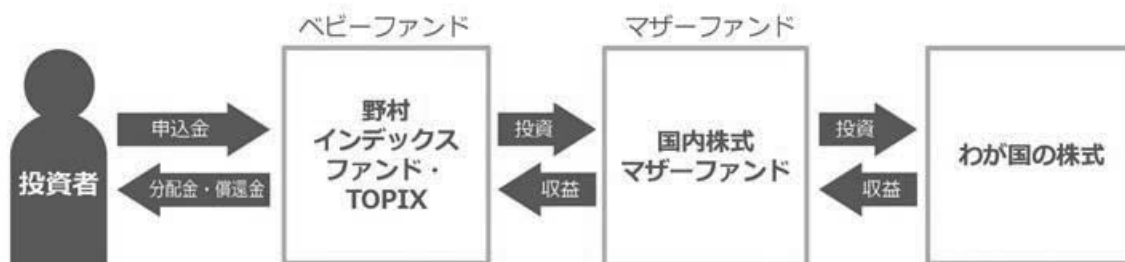 ベビーファンド
マザーファンド
投資者
申込金
分配金・償還金
野村
インデックス
ファンド・
TOPIX
投資
収益
国内株式
マザーファンド
投資
収益
わが国の株式